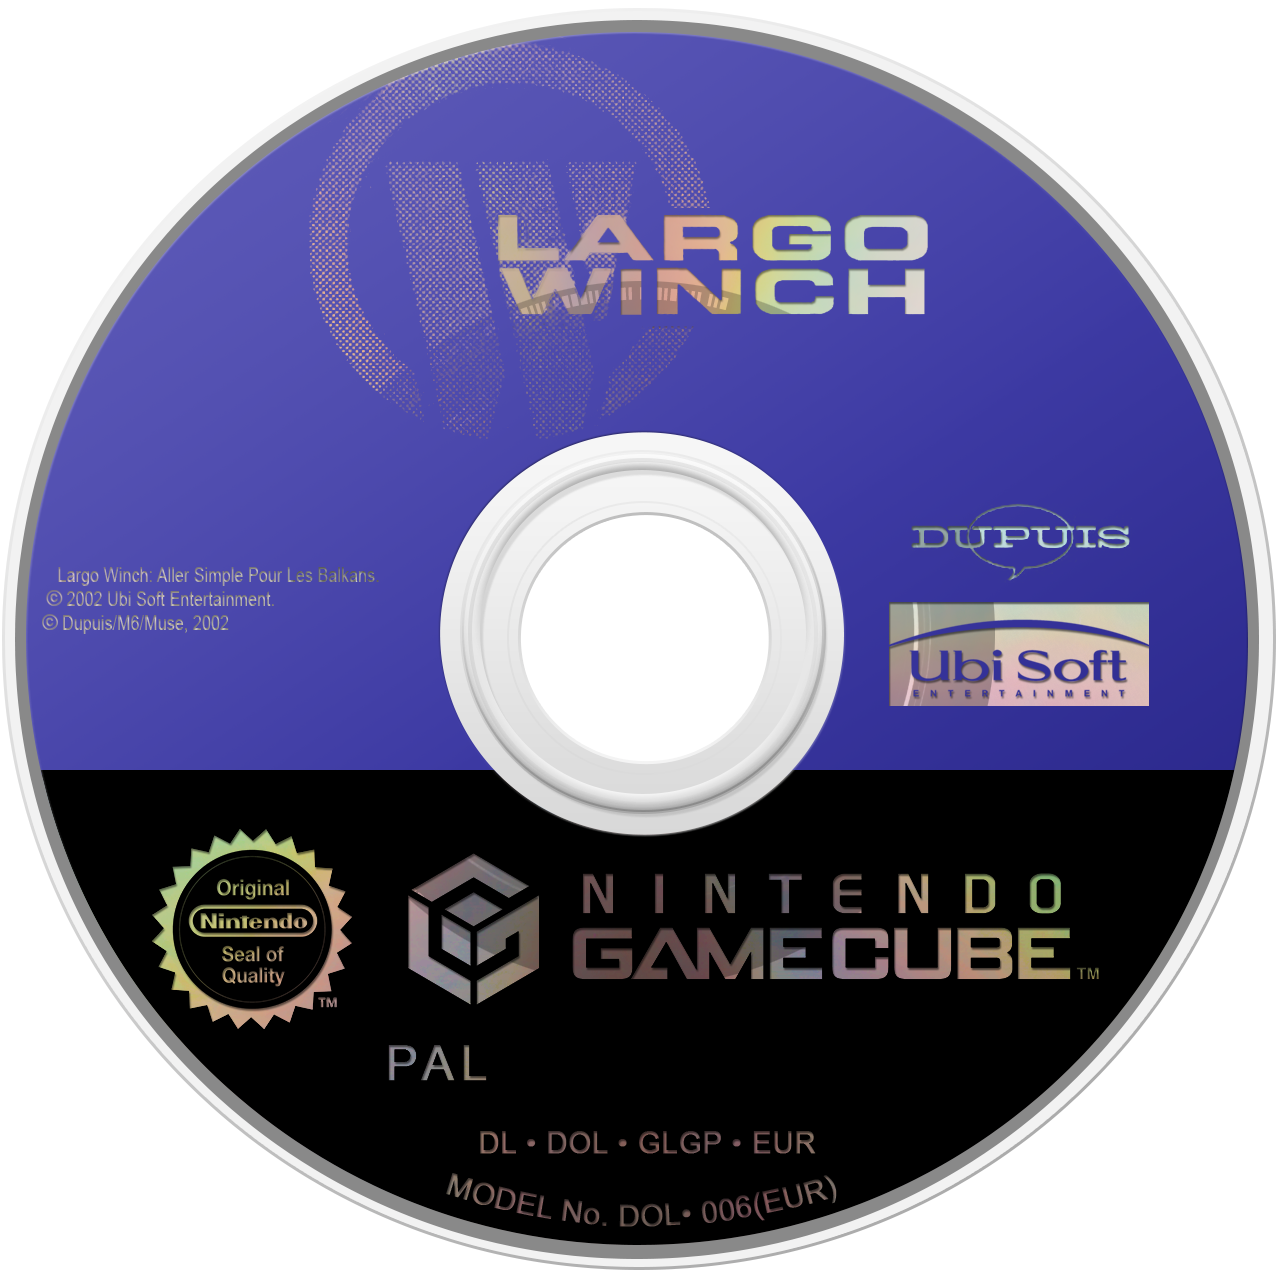 LARGO
WINCH
DUPUIS
Largo Winch: Aller Simple Pour Les Balkans.
© 2002 Ubi Soft Entertainment.
© Dupuis/M6/Muse, 2002
Ubi Soft
ENTERTAINMENT
Original
Nintendo
Seal of
Quality
TM
NINTENDO
GAMECUBE TM
PAL
DL • DOL • GLGP • EUR
MODEL No. DOL• 006(EUR)